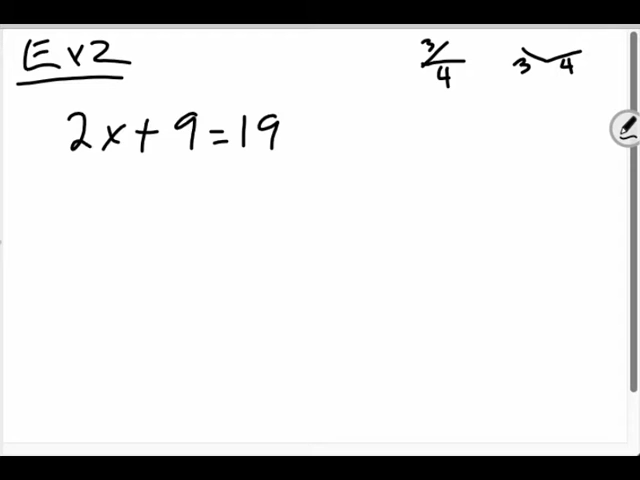 Ex2
2x + 9 = 19
3/4
3 4